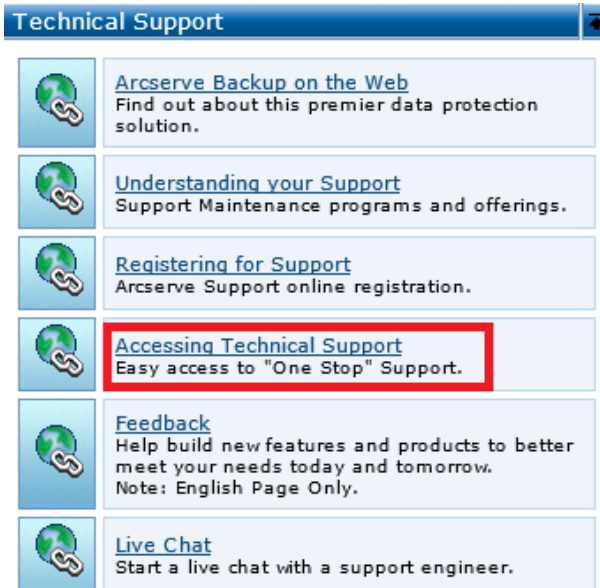 Technical Support
Arcserve Backup on the Web
Find out about this premier data protection
solution.
Understanding your Support
Support Maintenance programs and offerings.
Registering for Support
Arcserve Support online registration.
Accessing Technical Support
Easy access to "One Stop" Support.
Feedback
Help build new features and products to better
meet your needs today and tomorrow.
Note: English Page Only.
Live Chat
Start a live chat with a support engineer.